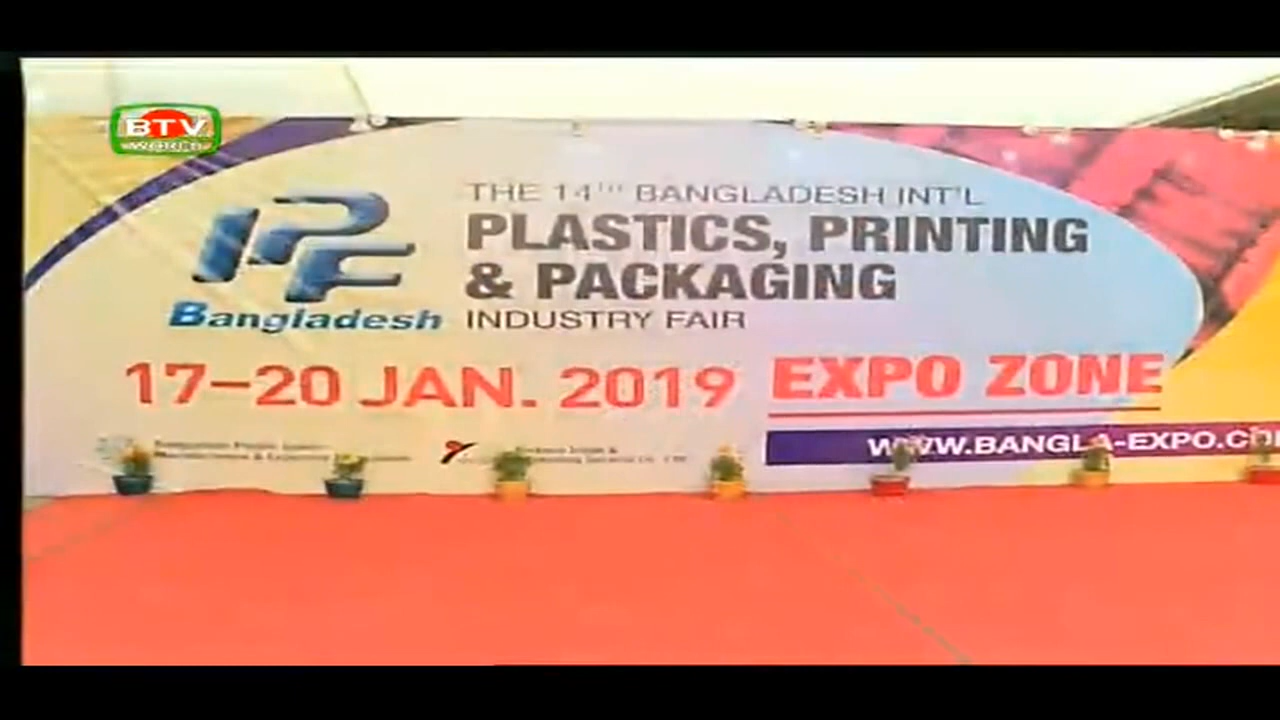 BTV
WORLD
IPF
Bangladesh
THE 14TH BANGLADESH INT'L
PLASTICS, PRINTING
& PACKAGING
INDUSTRY FAIR
17-20 JAN. 2019
EXPO ZONE
WWW.BANGLA-EXPO.CO